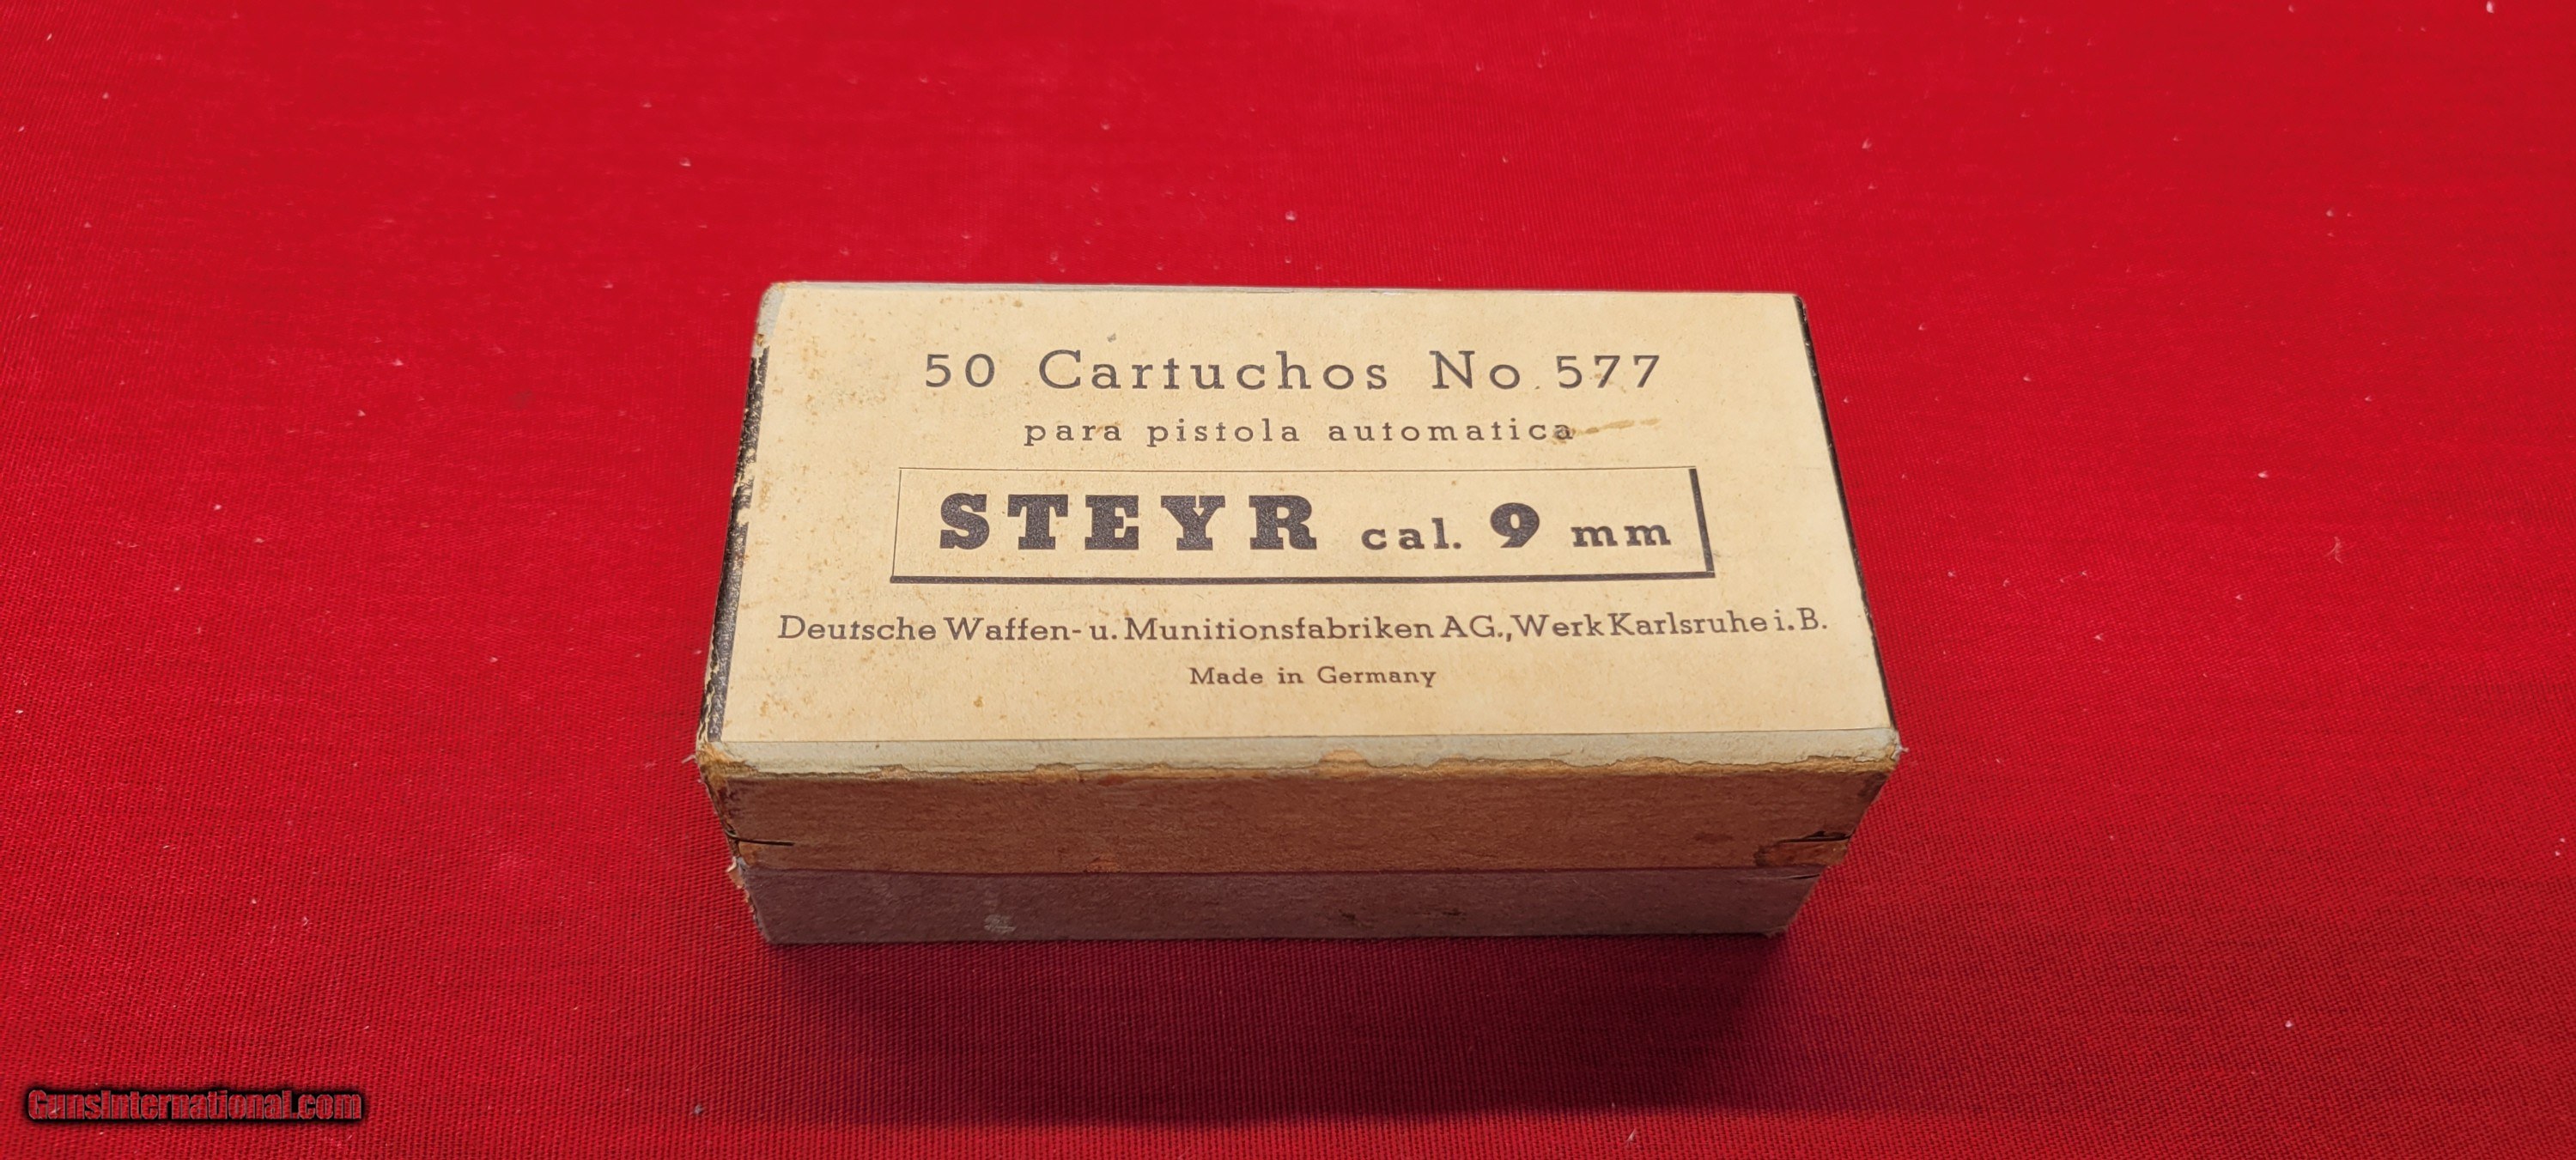 50 Cartuchos No. 577
para pistola automatica
STEYR cal. 9 mm
Deutsche Waffen- u. Munitionsfabriken AG., Werk Karlsruhe i. B.
Made in Germany
GunsInternational.com